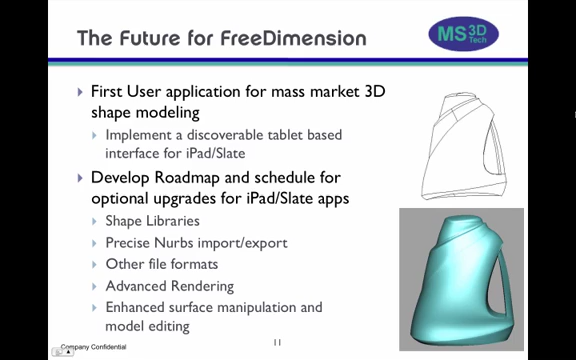 The Future for FreeDimension
MS 3D
Tech
First User application for mass market 3D
shape modeling
Implement a discoverable tablet based
interface for iPad/Slate
Develop Roadmap and schedule for
optional upgrades for iPad/Slate apps
Shape Libraries
Precise Nurbs import/export
Other file formats
Advanced Rendering
Enhanced surface manipulation and
model editing
Company Confidential
11